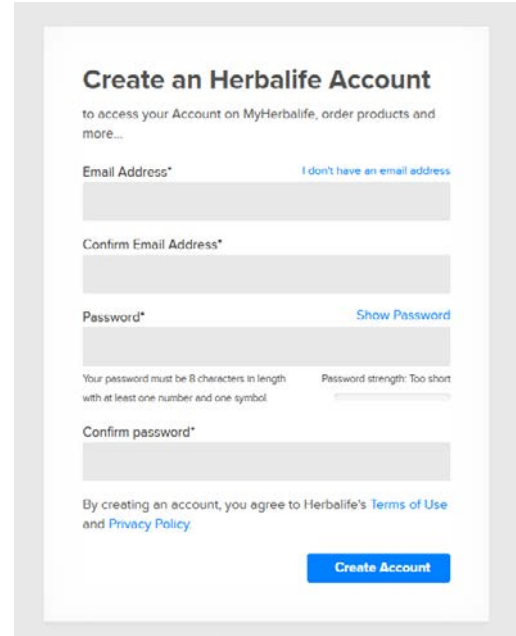 Create an Herbalife Account
to access your Account on MyHerbalife, order products and
more...
Email Address* I don't have an email address
Confirm Email Address*
Password* Show Password
Your password must be 8 characters in length Password strength: Too short
with at least one number and one symbol.
Confirm password*
By creating an account, you agree to Herbalife's Terms of Use
and Privacy Policy.
Create Account